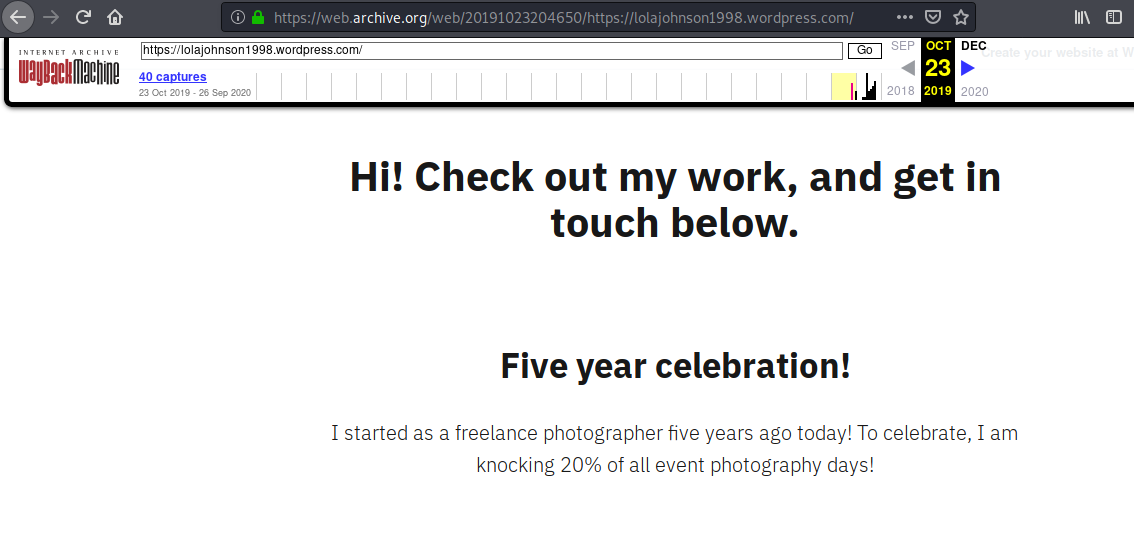 https://web.archive.org/web/20191023204650/https://lolajohnson1998.wordpress.com/
INTERNET ARCHIVE
WayBackMachine
https://lolajohnson1998.wordpress.com/
Go
SEP OCT DEC
Create your website at W
40 captures
23
23 Oct 2019 - 26 Sep 2020
2018 2019 2020
Hi! Check out my work, and get in
touch below.
Five year celebration!
I started as a freelance photographer five years ago today! To celebrate, I am
knocking 20% of all event photography days!